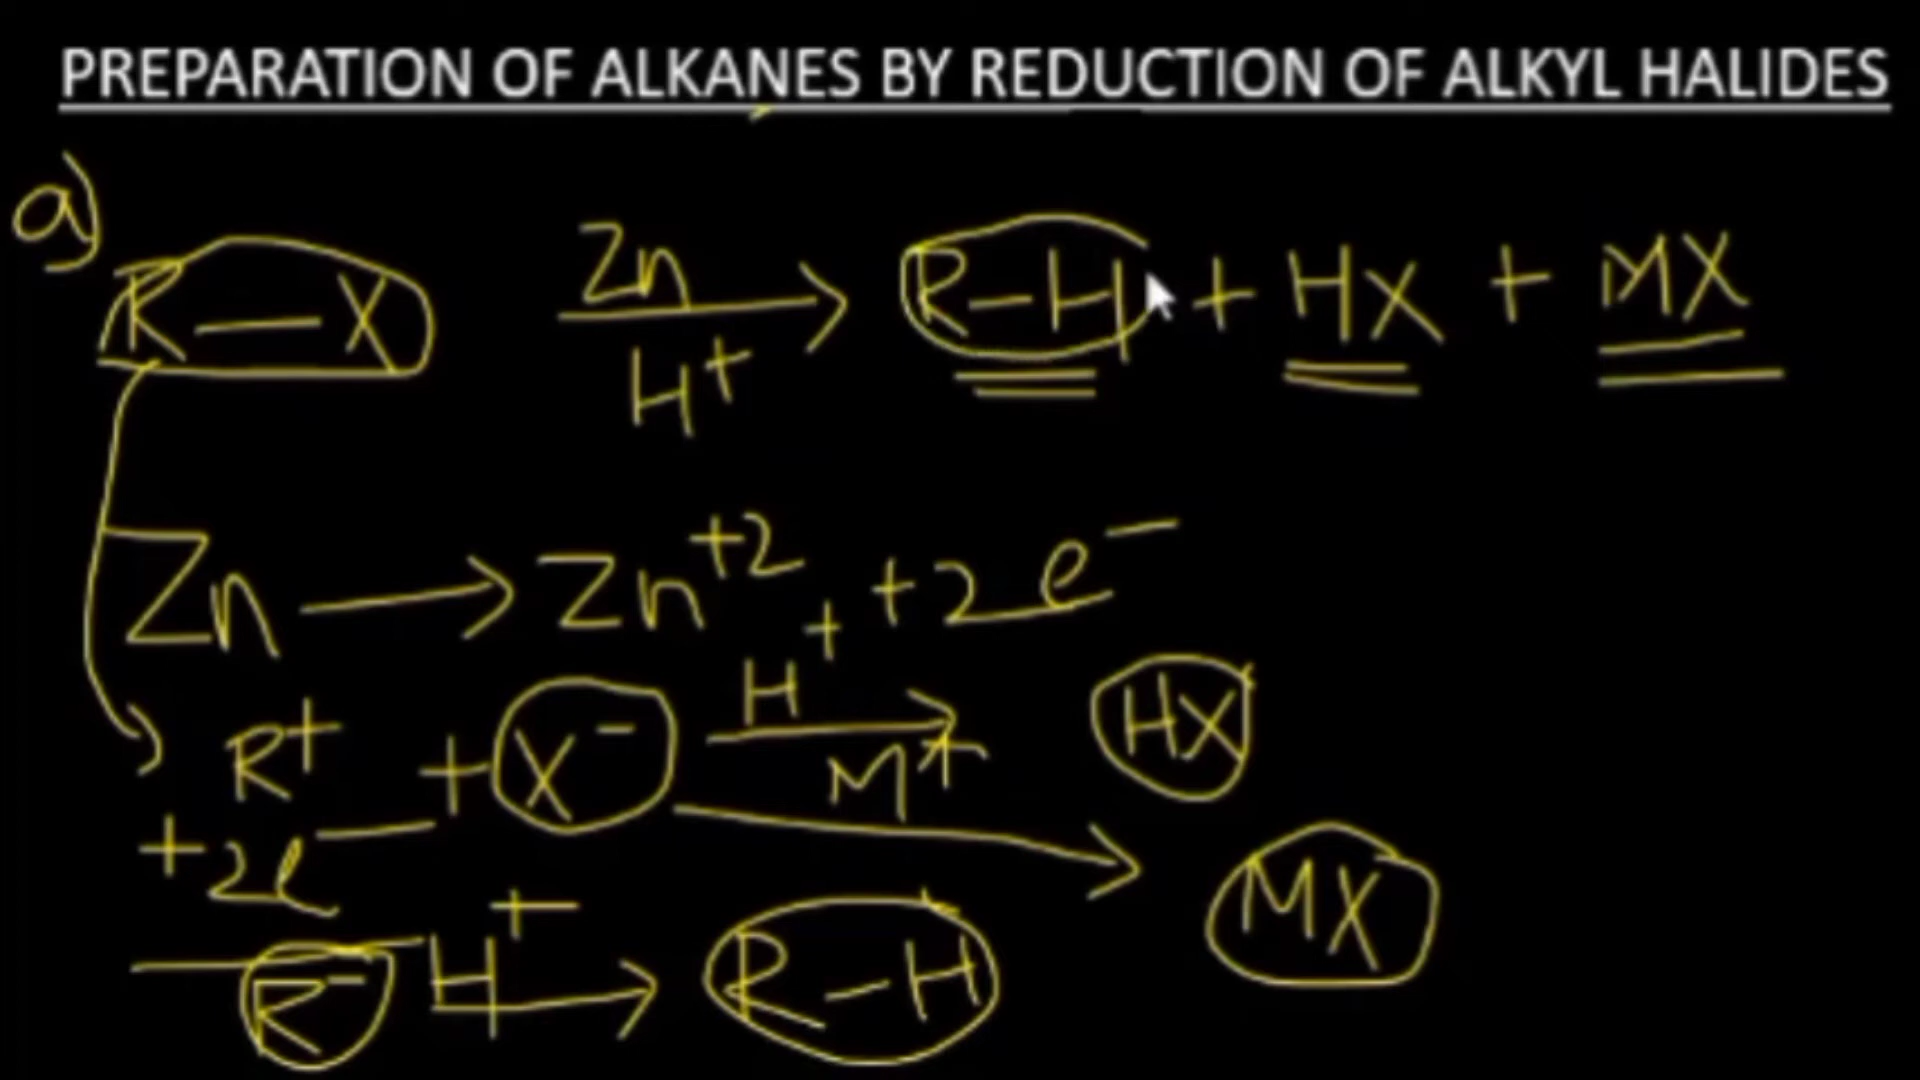 PREPARATION OF ALKANES BY REDUCTION OF ALKYL HALIDES
a)
R—X Zn H+ → R-H + HX + MX
Zn → Zn+2 + 2e-
R+ + X- H+ M+ → HX
+2e- → MX
R- H+ → R-H